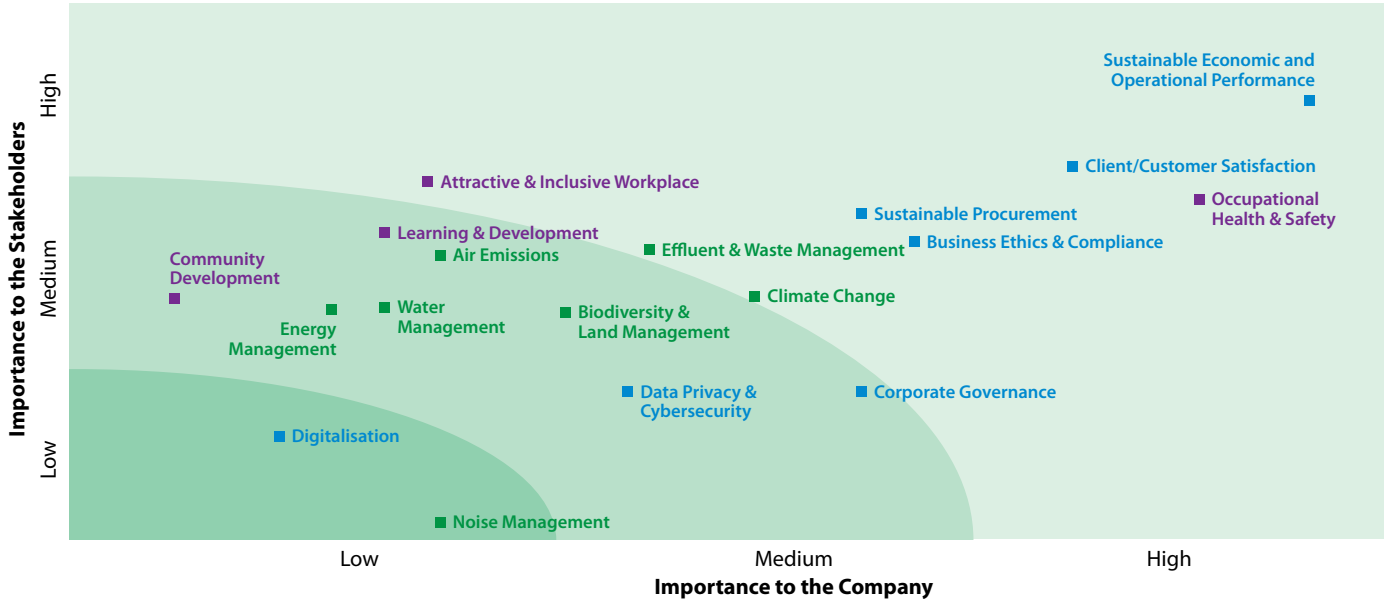 Importance to the Stakeholders
High
Medium
Low
Sustainable Economic and
Operational Performance
Client/Customer Satisfaction
Attractive & Inclusive Workplace
Occupational
Health & Safety
Sustainable Procurement
Learning & Development
Business Ethics & Compliance
Effluent & Waste Management
Air Emissions
Community
Development
Climate Change
Water
Management
Biodiversity &
Land Management
Energy
Management
Data Privacy &
Cybersecurity
Corporate Governance
Digitalisation
Noise Management
Low
Medium
High
Importance to the Company